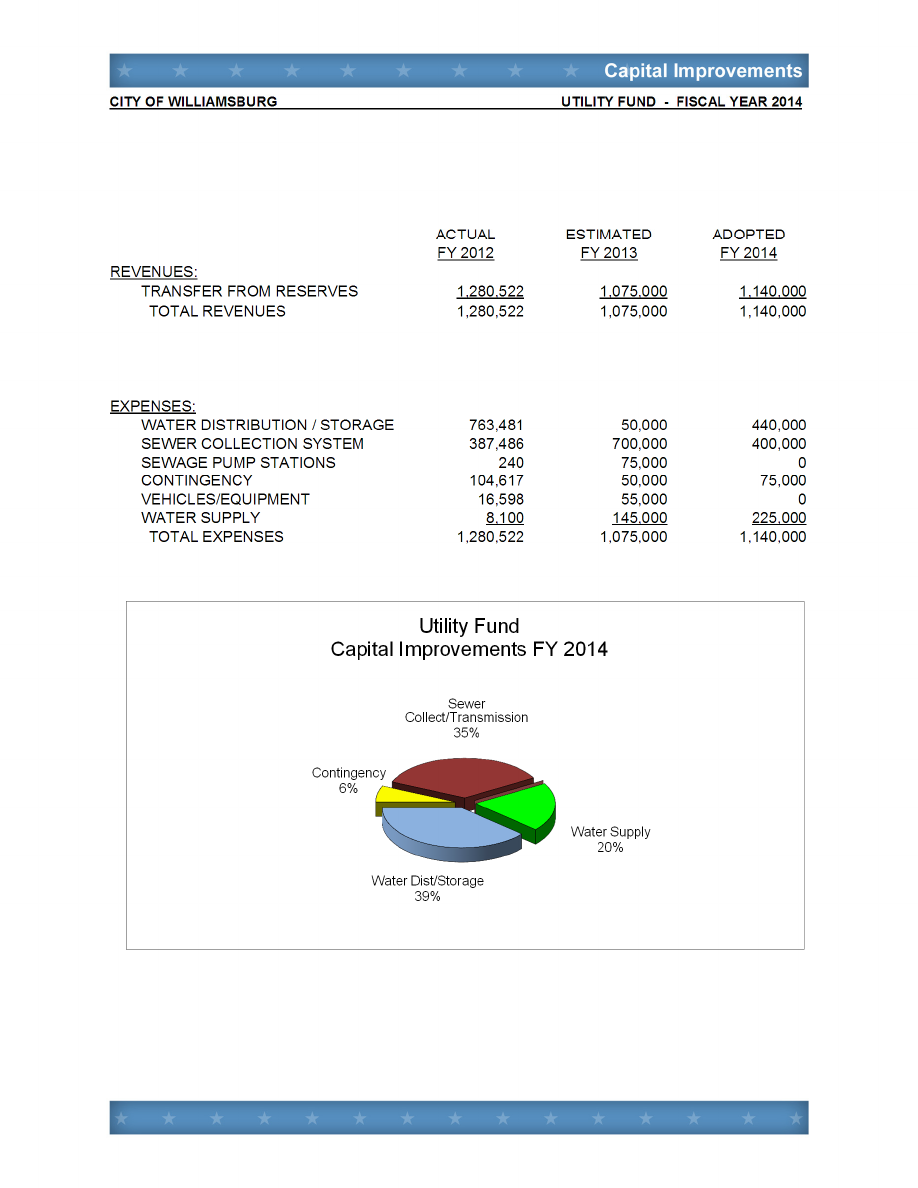 Capital Improvements
CITY OF WILLIAMSBURG UTILITY FUND - FISCAL YEAR 2014
ACTUAL ESTIMATED ADOPTED
FY 2012 FY 2013 FY 2014
REVENUES:
TRANSFER FROM RESERVES 1,280,522 1,075,000 1,140,000
TOTAL REVENUES 1,280,522 1,075,000 1,140,000
EXPENSES:
WATER DISTRIBUTION / STORAGE 763,481 50,000 440,000
SEWER COLLECTION SYSTEM 387,486 700,000 400,000
SEWAGE PUMP STATIONS 240 75,000 0
CONTINGENCY 104,617 50,000 75,000
VEHICLES/EQUIPMENT 16,598 55,000 0
WATER SUPPLY 8,100 145,000 225,000
TOTAL EXPENSES 1,280,522 1,075,000 1,140,000
Utility Fund
Capital Improvements FY 2014
Sewer
Collect/Transmission
35%
Contingency
6%
Water Supply
20%
Water Dist/Storage
39%